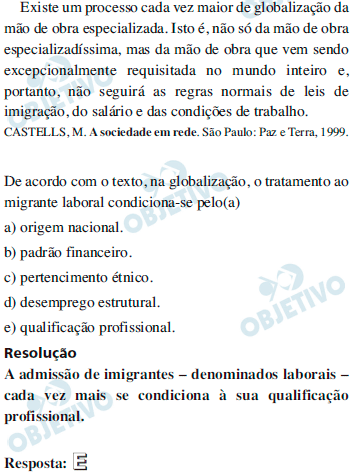 Existe um processo cada vez maior de globalização da
mão de obra especializada. Isto é, não só da mão de obra
especializadíssima, mas da mão de obra que vem sendo
excepcionalmente requisitada no mundo inteiro e,
portanto, não seguirá as regras normais de leis de
imigração, do salário e das condições de trabalho.
CASTELLS, M. A sociedade em rede. São Paulo: Paz e Terra, 1999.
De acordo com o texto, na globalização, o tratamento ao
migrante laboral condiciona-se pelo(a)
a) origem nacional.
b) padrão financeiro.
c) pertencimento étnico.
d) desemprego estrutural.
e) qualificação profissional.
Resolução
A admissão de imigrantes – denominados laborais –
cada vez mais se condiciona à sua qualificação
profissional.
Resposta: E
OBJETIVO
OBJETIVO
OBJETIVO
OBJETIVO